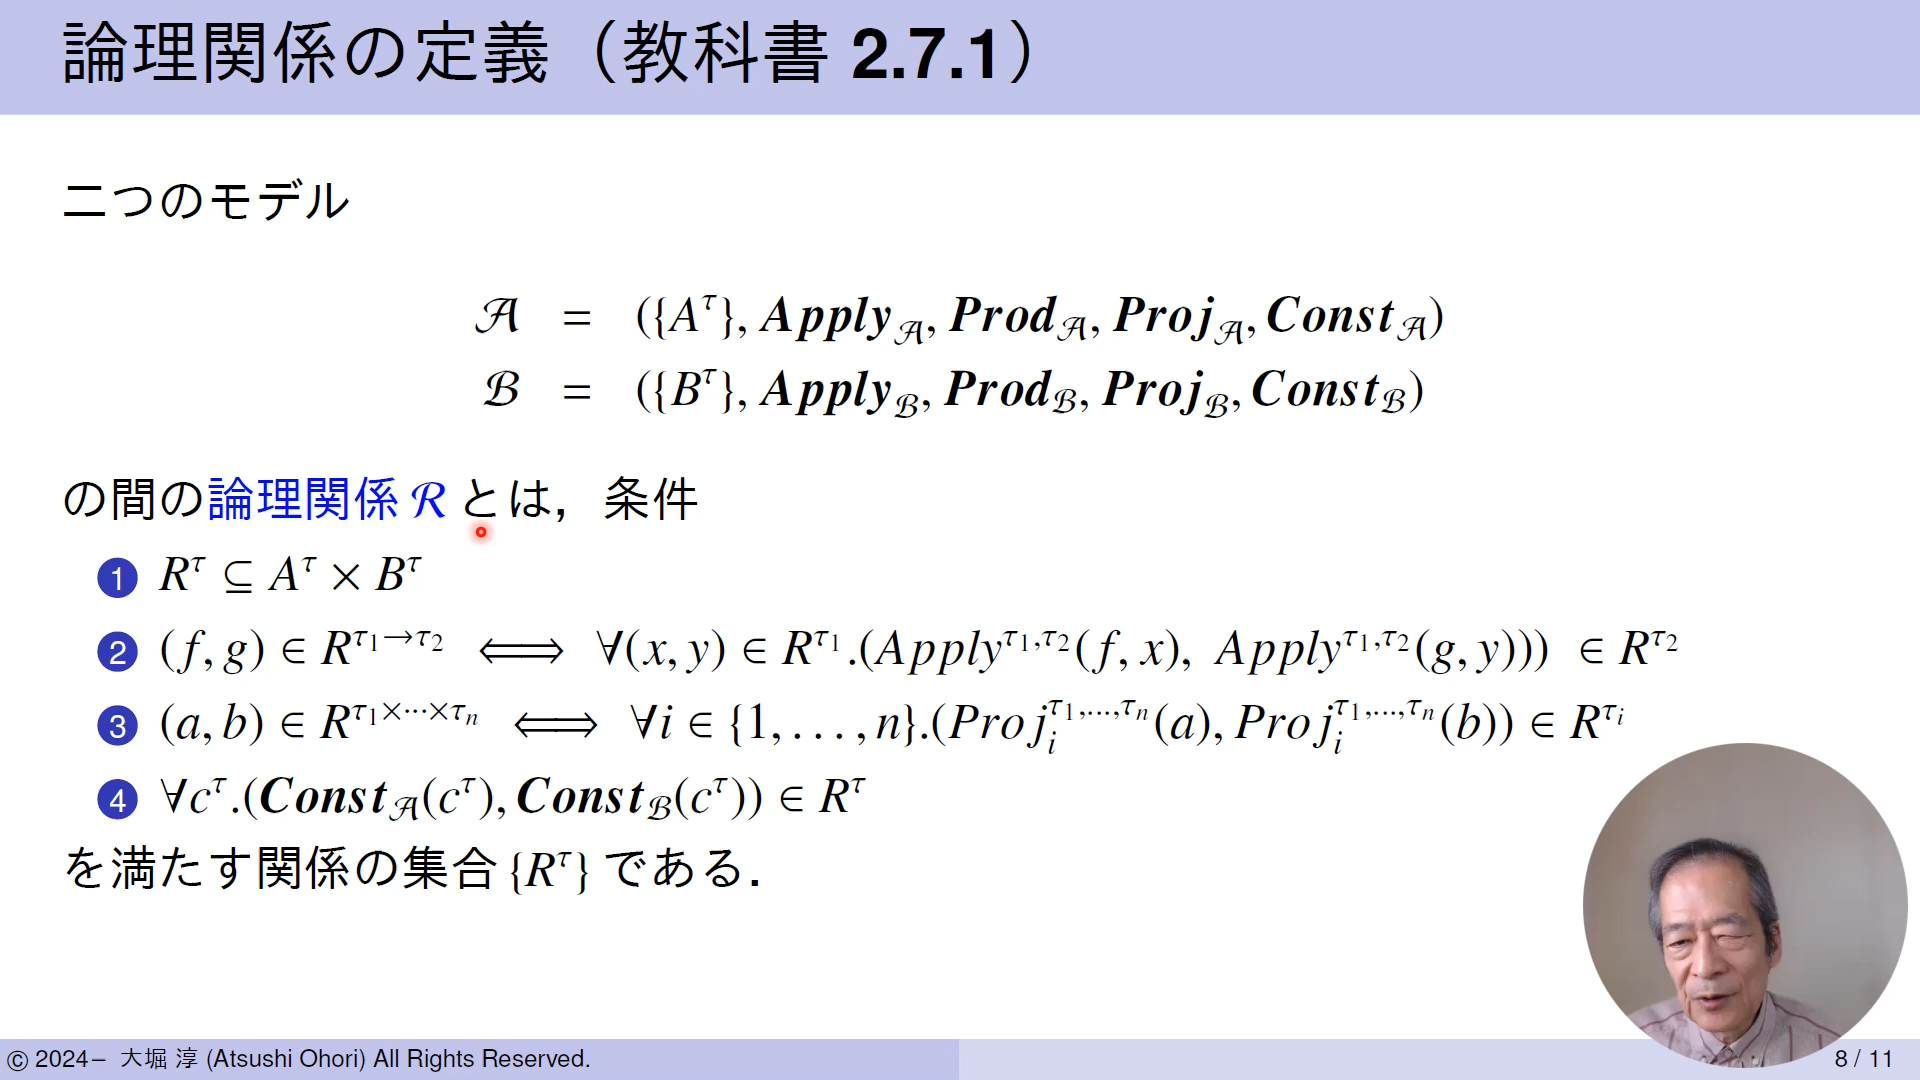 論理関係の定義（教科書 2.7.1）
二つのモデル
𝒜 = ({A^τ}, Apply_𝒜, Prod_𝒜, Proj_𝒜, Const_𝒜)
ℬ = ({B^τ}, Apply_ℬ, Prod_ℬ, Proj_ℬ, Const_ℬ)
の間の論理関係 ℛ とは，条件
1 R^τ ⊆ A^τ × B^τ
2 (f, g) ∈ R^{τ₁→τ₂} ⟺ ∀(x, y) ∈ R^{τ₁}.(Apply^{τ₁,τ₂}(f, x), Apply^{τ₁,τ₂}(g, y))) ∈ R^{τ₂}
3 (a, b) ∈ R^{τ₁×···×τₙ} ⟺ ∀i ∈ {1, . . . , n}.(Proj_i^{τ₁,...,τₙ}(a), Proj_i^{τ₁,...,τₙ}(b)) ∈ R^{τᵢ}
4 ∀c^τ.(Const_𝒜(c^τ), Const_ℬ(c^τ)) ∈ R^τ
を満たす関係の集合 {R^τ} である．
© 2024– 大堀 淳 (Atsushi Ohori) All Rights Reserved.
8 / 11